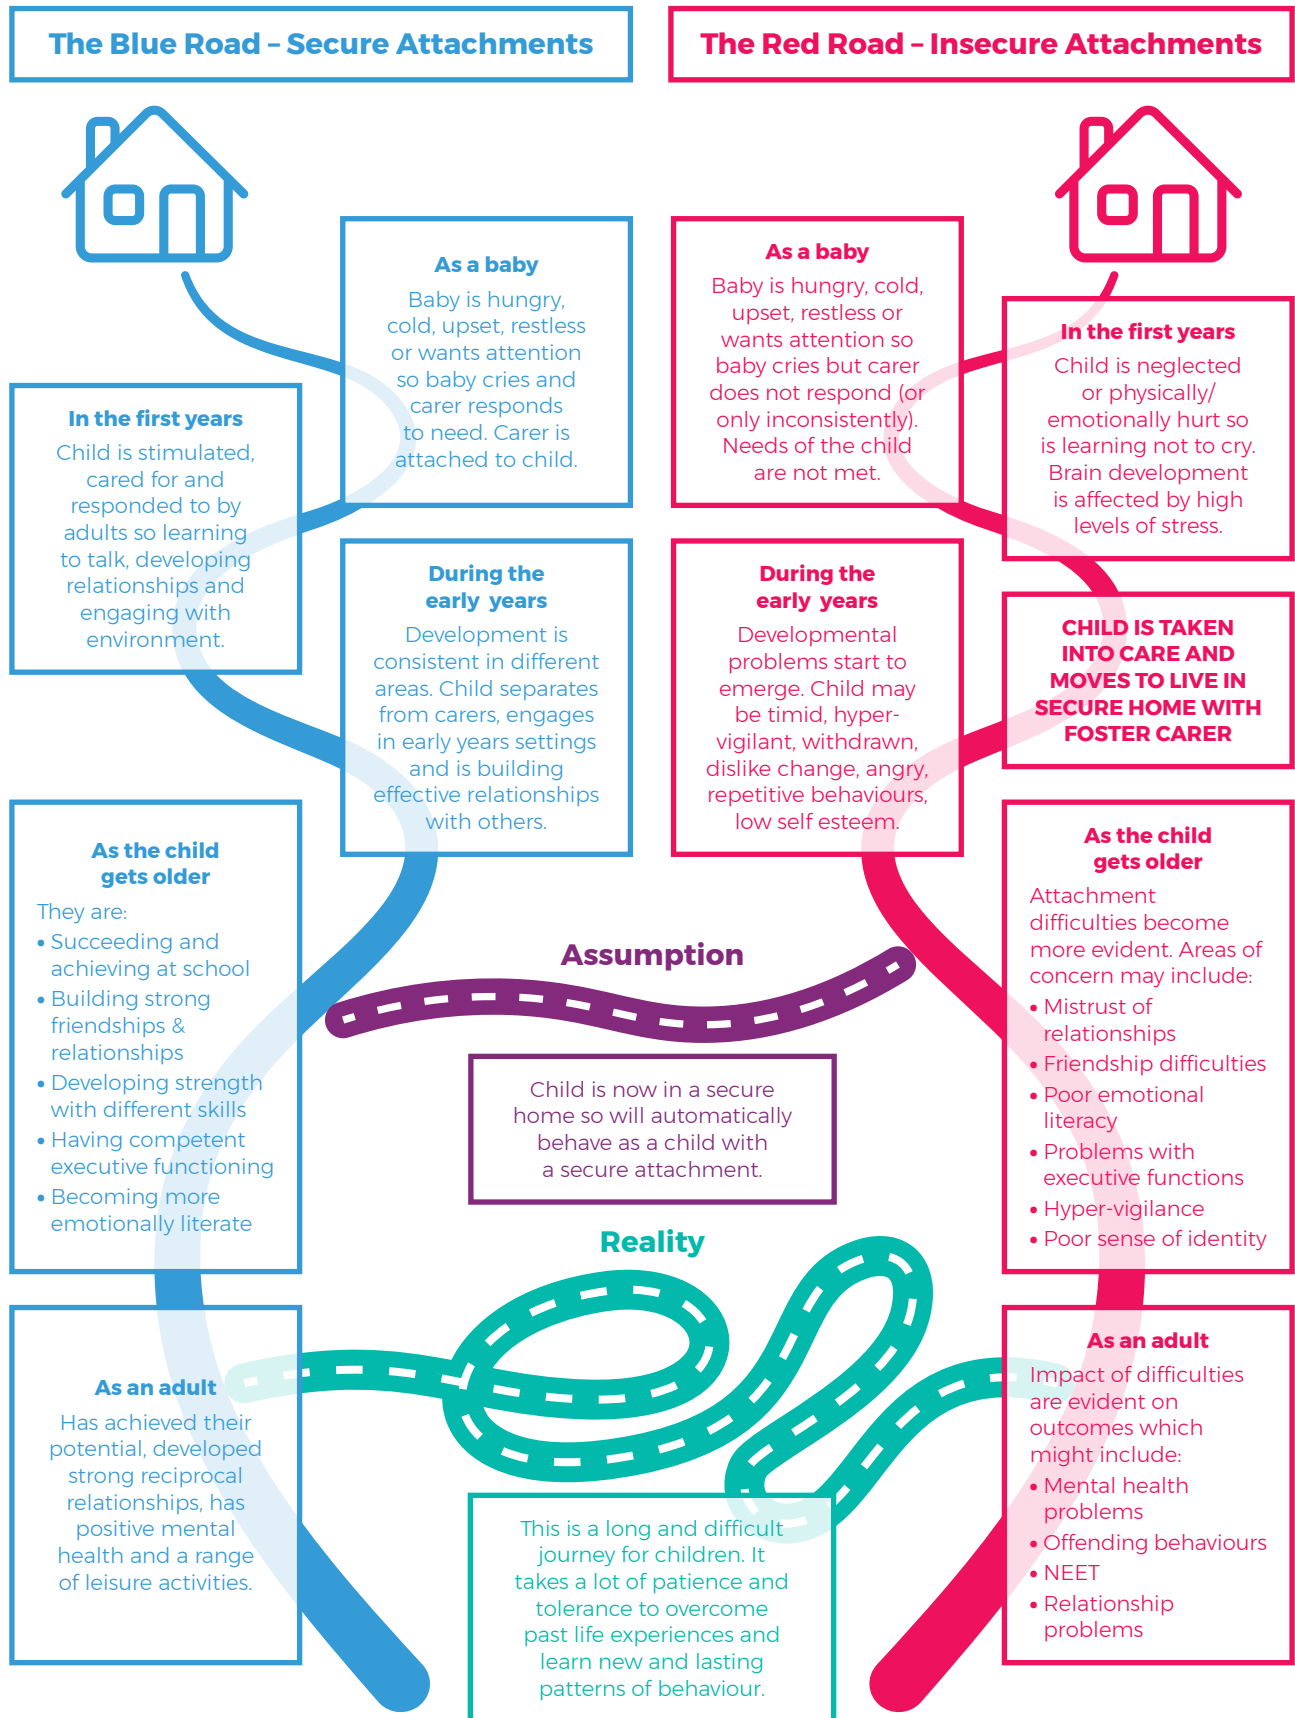 The Blue Road – Secure Attachments
As a baby
Baby is hungry,
cold, upset, restless
or wants attention
so baby cries and
carer responds
to need. Carer is
attached to child.
In the first years
Child is stimulated,
cared for and
responded to by
adults so learning
to talk, developing
relationships and
engaging with
environment.
During the
early years
Development is
consistent in different
areas. Child separates
from carers, engages
in early years settings
and is building
effective relationships
with others.
As the child
gets older
They are:
• Succeeding and
achieving at school
• Building strong
friendships &
relationships
• Developing strength
with different skills
• Having competent
executive functioning
• Becoming more
emotionally literate
As an adult
Has achieved their
potential, developed
strong reciprocal
relationships, has
positive mental
health and a range
of leisure activities.
The Red Road – Insecure Attachments
As a baby
Baby is hungry, cold,
upset, restless or
wants attention so
baby cries but carer
does not respond (or
only inconsistently).
Needs of the child
are not met.
In the first years
Child is neglected
or physically/
emotionally hurt so
is learning not to cry.
Brain development
is affected by high
levels of stress.
CHILD IS TAKEN
INTO CARE AND
MOVES TO LIVE IN
SECURE HOME WITH
FOSTER CARER
During the
early years
Developmental
problems start to
emerge. Child may
be timid, hyper-
vigilant, withdrawn,
dislike change, angry,
repetitive behaviours,
low self esteem.
As the child
gets older
Attachment
difficulties become
more evident. Areas of
concern may include:
• Mistrust of
relationships
• Friendship difficulties
• Poor emotional
literacy
• Problems with
executive functions
• Hyper-vigilance
• Poor sense of identity
As an adult
Impact of difficulties
are evident on
outcomes which
might include:
• Mental health
problems
• Offending behaviours
• NEET
• Relationship
problems
Assumption
Child is now in a secure
home so will automatically
behave as a child with
a secure attachment.
Reality
This is a long and difficult
journey for children. It
takes a lot of patience and
tolerance to overcome
past life experiences and
learn new and lasting
patterns of behaviour.